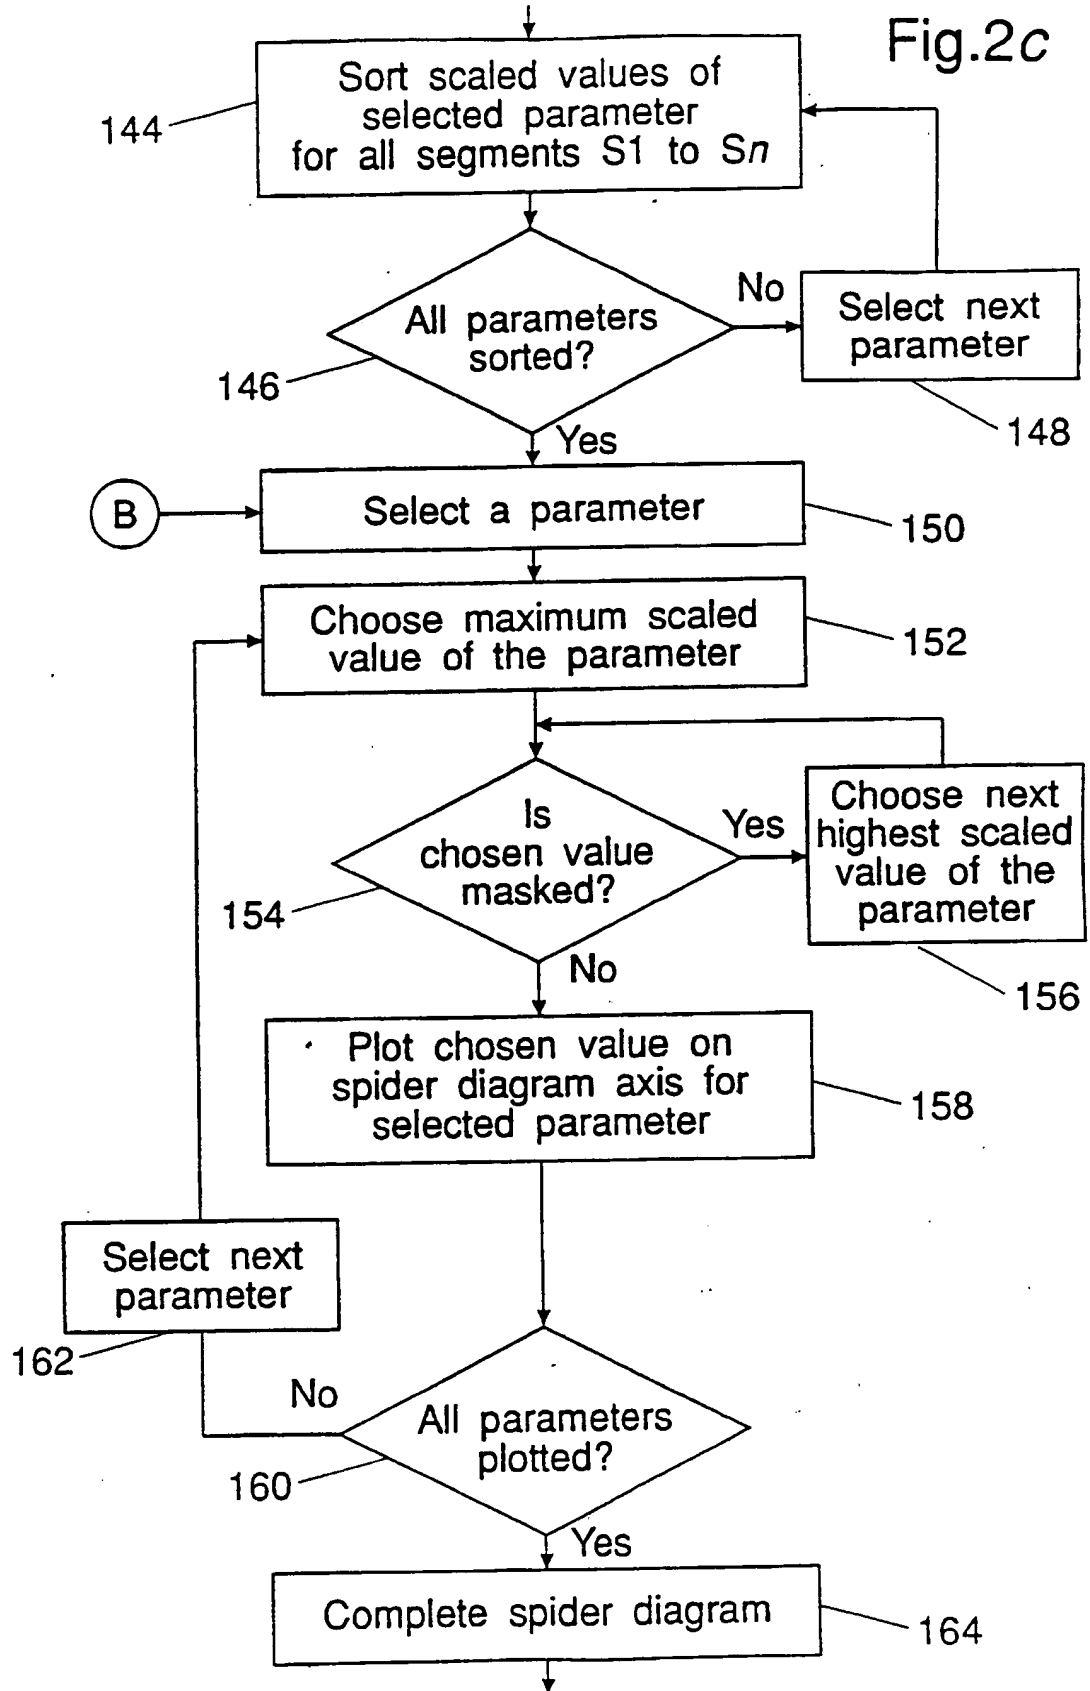 Fig.2c
Sort scaled values of
selected parameter
for all segments S1 to Sn
144
All parameters
sorted?
146
No
Select next
parameter
148
Yes
B
Select a parameter
150
Choose maximum scaled
value of the parameter
152
Is
chosen value
masked?
154
Yes
Choose next
highest scaled
value of the
parameter
156
No
Plot chosen value on
spider diagram axis for
selected parameter
158
Select next
parameter
162
No
All parameters
plotted?
160
Yes
Complete spider diagram
164